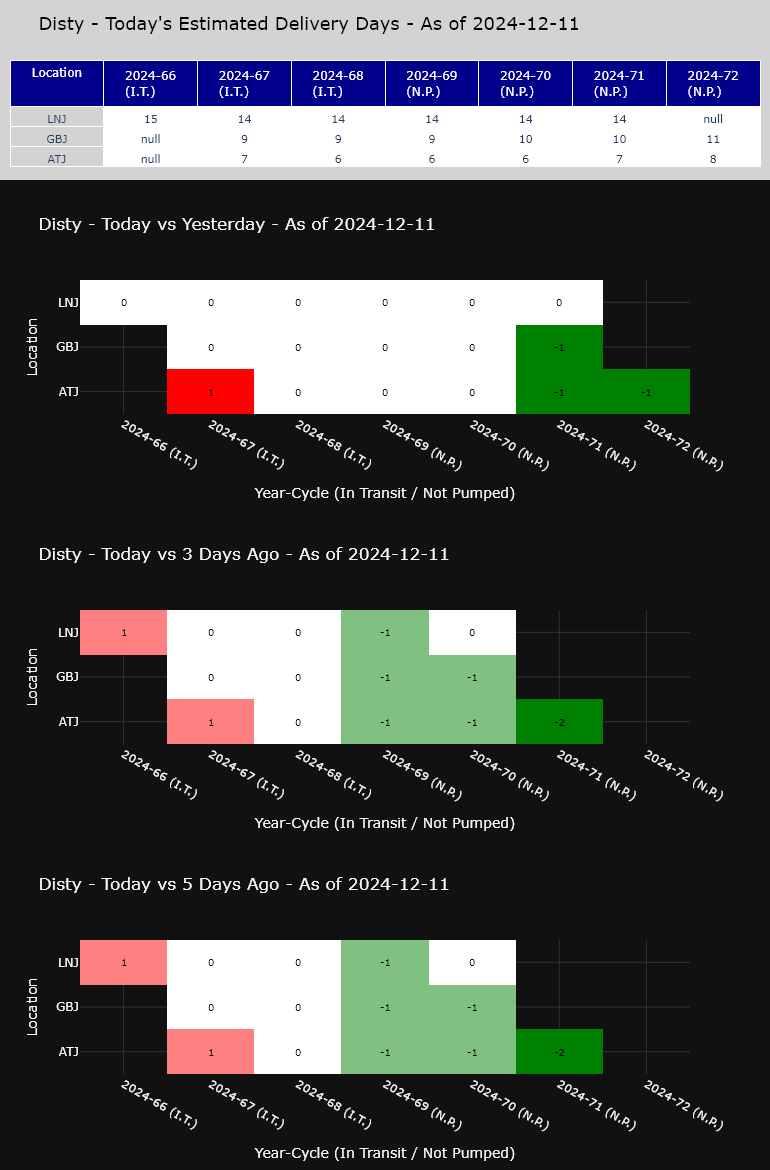 Disty - Today's Estimated Delivery Days - As of 2024-12-11
Location 2024-66 (I.T.) 2024-67 (I.T.) 2024-68 (I.T.) 2024-69 (N.P.) 2024-70 (N.P.) 2024-71 (N.P.) 2024-72 (N.P.)
LNJ 15 14 14 14 14 14 null
GBJ null 9 9 9 10 10 11
ATJ null 7 6 6 6 7 8
Disty - Today vs Yesterday - As of 2024-12-11
Location
LNJ 0 0 0 0 0 0
GBJ 0 0 0 0 -1
ATJ 1 0 0 0 -1 -1
2024-66 (I.T.) 2024-67 (I.T.) 2024-68 (I.T.) 2024-69 (N.P.) 2024-70 (N.P.) 2024-71 (N.P.) 2024-72 (N.P.)
Year-Cycle (In Transit / Not Pumped)
Disty - Today vs 3 Days Ago - As of 2024-12-11
Location
LNJ 1 0 0 -1 0
GBJ 0 0 -1 -1
ATJ 1 0 -1 -1 -2
2024-66 (I.T.) 2024-67 (I.T.) 2024-68 (I.T.) 2024-69 (N.P.) 2024-70 (N.P.) 2024-71 (N.P.) 2024-72 (N.P.)
Year-Cycle (In Transit / Not Pumped)
Disty - Today vs 5 Days Ago - As of 2024-12-11
Location
LNJ 1 0 0 -1 0
GBJ 0 0 -1 -1
ATJ 1 0 -1 -1 -2
2024-66 (I.T.) 2024-67 (I.T.) 2024-68 (I.T.) 2024-69 (N.P.) 2024-70 (N.P.) 2024-71 (N.P.) 2024-72 (N.P.)
Year-Cycle (In Transit / Not Pumped)